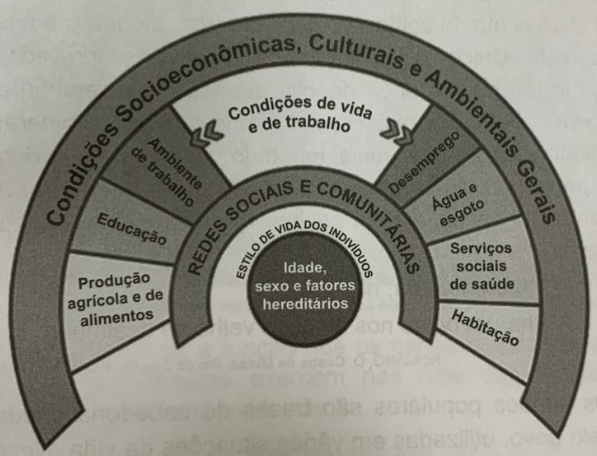 Condições Socioeconômicas, Culturais e Ambientais Gerais
Condições de vida
e de trabalho
Ambiente
de trabalho
Educação
Produção
agrícola e de
alimentos
Desemprego
Água e
esgoto
Serviços
sociais
de saúde
Habitação
REDES SOCIAIS E COMUNITÁRIAS
ESTILO DE VIDA DOS INDIVÍDUOS
Idade,
sexo e fatores
hereditários